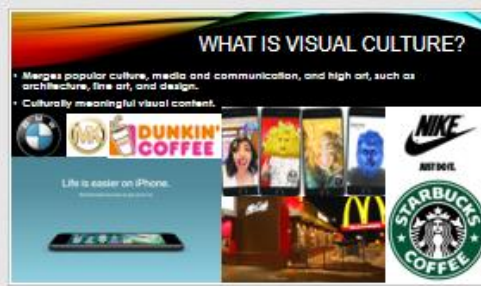 WHAT IS VISUAL CULTURE?
• Merges popular culture, media and communication, and high art, such as
architecture, fine art, and design.
• Culturally meaningful visual content.
BMW
MK
DUNKIN'
COFFEE
NIKE
JUST DO IT.
Life is easier on iPhone.
McCafé
STARBUCKS
COFFEE